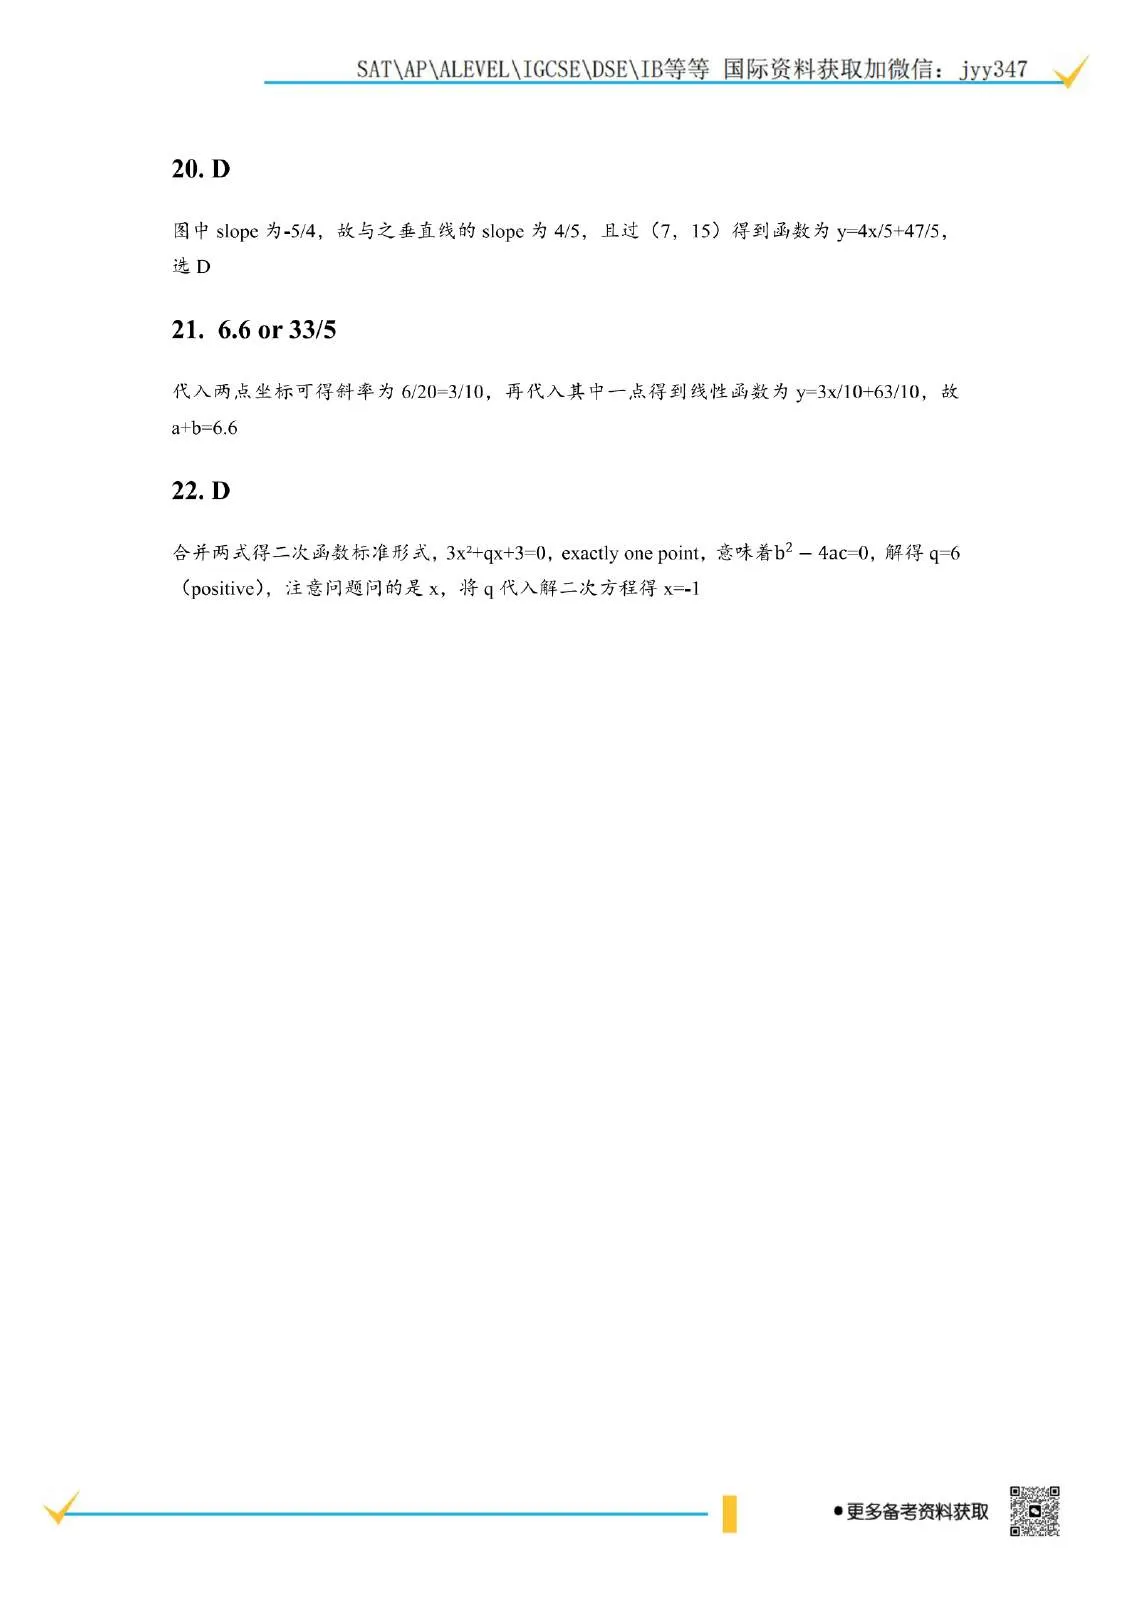 SAT\AP\ALEVEL\IGCSE\DSE\IB等等 国际资料获取加微信：jyy347
20. D
图中 slope 为-5/4，故与之垂直线的 slope 为 4/5，且过（7，15）得到函数为 y=4x/5+47/5，
选 D
21. 6.6 or 33/5
代入两点坐标可得斜率为 6/20=3/10，再代入其中一点得到线性函数为 y=3x/10+63/10，故
a+b=6.6
22. D
合并两式得二次函数标准形式，3x²+qx+3=0，exactly one point，意味着b² − 4ac=0，解得 q=6
（positive），注意问题问的是 x，将 q 代入解二次方程得 x=-1
•更多备考资料获取